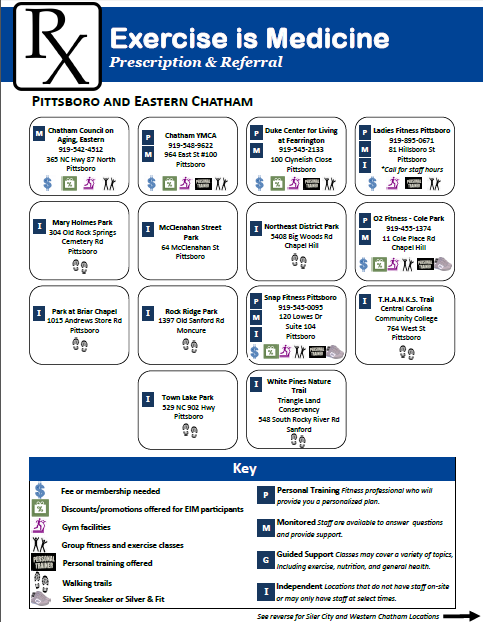 Rx
Exercise is Medicine
Prescription & Referral
Pittsboro and Eastern Chatham
M
Chatham Council on
Aging, Eastern
919-542-4512
365 NC Hwy 87 North
Pittsboro
P
M
Chatham YMCA
919-548-9622
964 East St #100
Pittsboro
PERSONAL TRAINER
P
M
Duke Center for Living
at Fearrington
919-545-2133
100 Clynelish Close
Pittsboro
PERSONAL TRAINER
P
M
I
Ladies Fitness Pittsboro
919-895-0671
81 Hillsboro St
Pittsboro
*Call for staff hours
PERSONAL TRAINER
I
Mary Holmes Park
304 Old Rock Springs
Cemetery Rd
Pittsboro
I
McClenahan Street
Park
64 McClenahan St
Pittsboro
I
Northeast District Park
5408 Big Woods Rd
Chapel Hill
P
M
O2 Fitness - Cole Park
919-455-1374
11 Cole Place Rd
Chapel Hill
PERSONAL TRAINER
I
Park at Briar Chapel
1015 Andrews Store Rd
Pittsboro
I
Rock Ridge Park
1397 Old Sanford Rd
Moncure
P
M
I
Snap Fitness Pittsboro
919-545-0095
120 Lowes Dr
Suite 104
Pittsboro
PERSONAL TRAINER
I
T.H.A.N.K.S. Trail
Central Carolina
Community College
764 West St
Pittsboro
I
Town Lake Park
529 NC 902 Hwy
Pittsboro
I
White Pines Nature
Trail
Triangle Land
Conservancy
548 South Rocky River Rd
Sanford
Key
Fee or membership needed
Discounts/promotions offered for EIM participants
Gym facilities
Group fitness and exercise classes
PERSONAL
TRAINER
Personal training offered
Walking trails
Silver Sneaker or Silver & Fit
P
Personal Training Fitness professional who will
provide you a personalized plan.
M
Monitored Staff are available to answer questions
and provide support.
G
Guided Support Classes may cover a variety of topics,
including exercise, nutrition, and general health.
I
Independent Locations that do not have staff on-site
or may only have staff at select times.
See reverse for Siler City and Western Chatham Locations